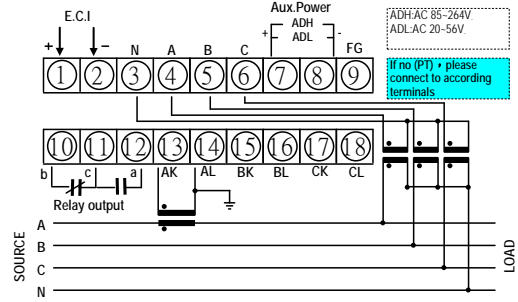 E.C.I
Aux.Power
ADH
ADL
+ -
+ -
N A B C FG
1 2 3 4 5 6 7 8 9
ADH:AC 85~264V.
ADL:AC 20~56V.
If no (PT)，please
connect to according
terminals
10 11 12 13 14 15 16 17 18
b c a AK AL BK BL CK CL
Relay output
SOURCE
A
B
C
N
LOAD